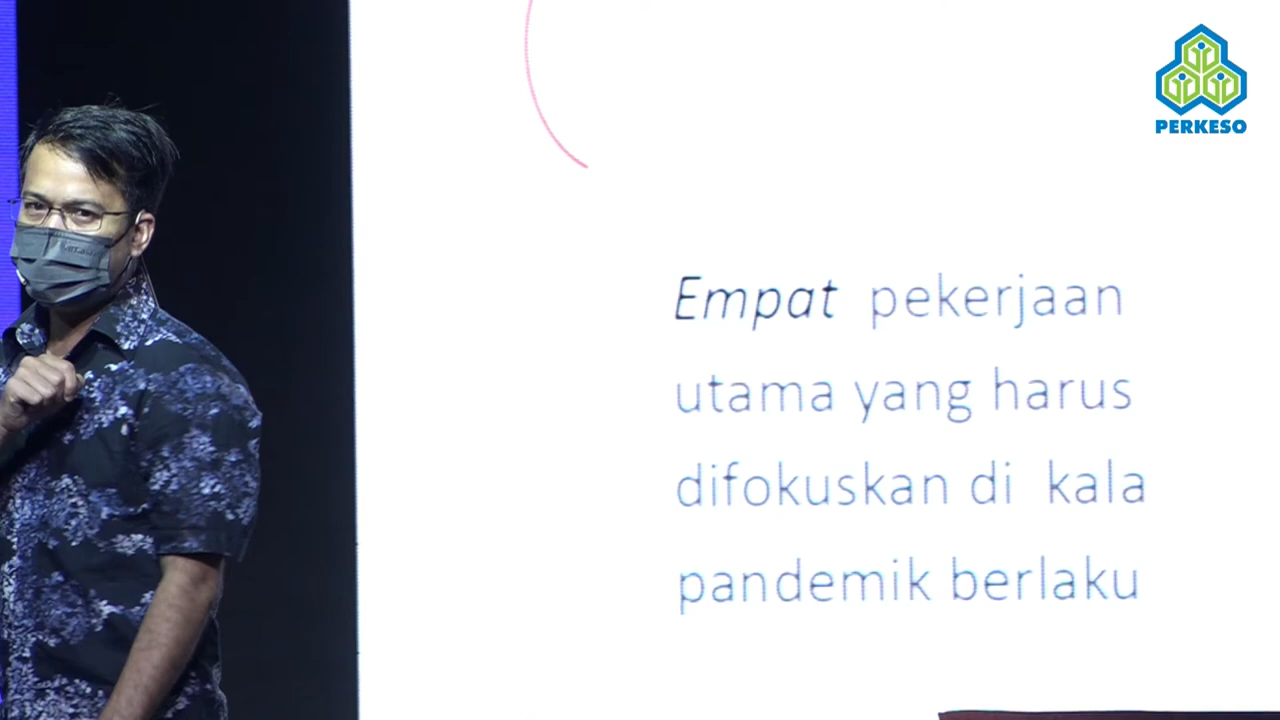 PERKESO
Empat pekerjaan
utama yang harus
difokuskan di kala
pandemik berlaku